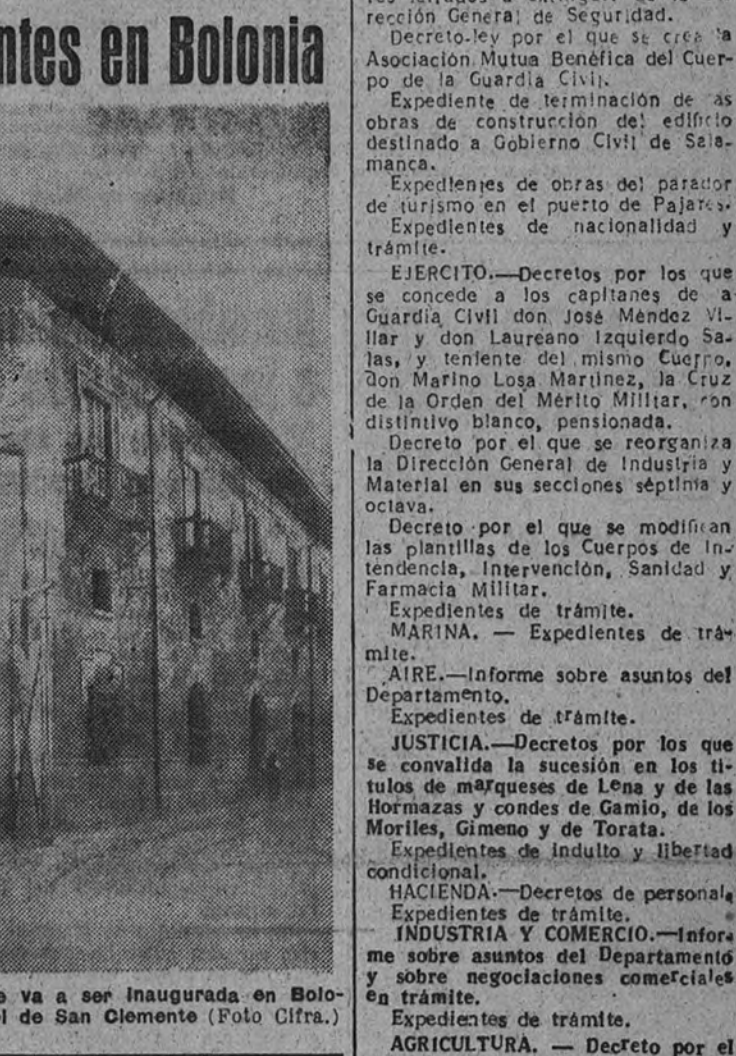 ntes en Bolonia
e va a ser inaugurada en Bolo-
l de San Clemente (Foto Cifra.)
rección General de Seguridad.
Decreto-ley por el que se crea la
Asociación Mutua Benéfica del Cuer-
po de la Guardia Civil.
Expediente de terminación de as
obras de construcción del edificio
destinado a Gobierno Civil de Sala-
manca.
Expedientes de obras del parador
de turismo en el puerto de Pajares.
Expedientes de nacionalidad y
trámite.
EJERCITO.—Decretos por los que
se concede a los capitanes de a
Guardia Civil don José Méndez Vi-
llar y don Laureano Izquierdo Sa-
las, y teniente del mismo Cuerpo,
don Marino Losa Martínez, la Cruz
de la Orden del Mérito Militar, con
distintivo blanco, pensionada.
Decreto por el que se reorganiza
la Dirección General de Industria y
Material en sus secciones séptima y
octava.
Decreto por el que se modifican
las plantillas de los Cuerpos de In-
tendencia, Intervención, Sanidad y
Farmacia Militar.
Expedientes de trámite.
MARINA. — Expedientes de trá-
mite.
AIRE.—Informe sobre asuntos del
Departamento.
Expedientes de trámite.
JUSTICIA.—Decretos por los que
se convalida la sucesión en los tí-
tulos de marqueses de Lena y de las
Hormazas y condes de Gamio, de los
Moriles, Gimeno y de Torata.
Expedientes de indulto y libertad
condicional.
HACIENDA.—Decretos de personal.
Expedientes de trámite.
INDUSTRIA Y COMERCIO.—Infor-
me sobre asuntos del Departamento
y sobre negociaciones comerciales
en trámite.
Expedientes de trámite.
AGRICULTURA. — Decreto por el